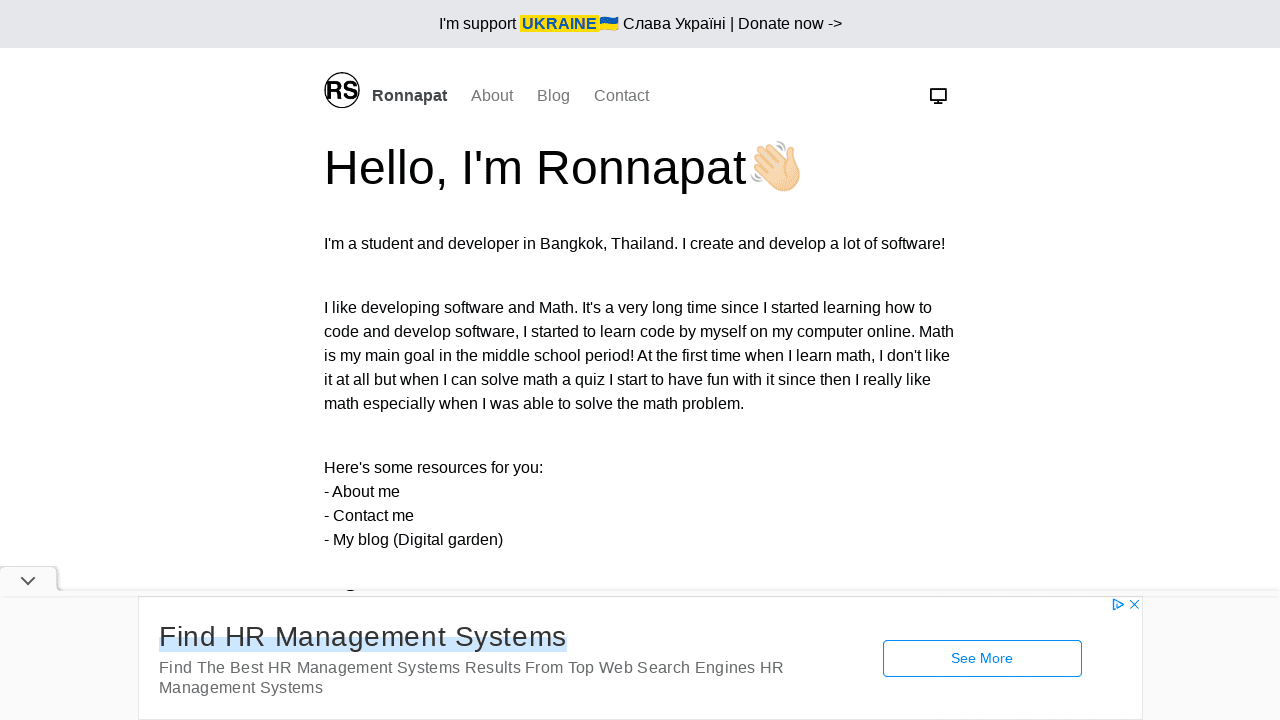 I'm support UKRAINE🇺🇦 Слава Україні | Donate now ->
RS
Ronnapat About Blog Contact
Hello, I'm Ronnapat👋🏻
I'm a student and developer in Bangkok, Thailand. I create and develop a lot of software!
I like developing software and Math. It's a very long time since I started learning how to
code and develop software, I started to learn code by myself on my computer online. Math
is my main goal in the middle school period! At the first time when I learn math, I don't like
it at all but when I can solve math a quiz I start to have fun with it since then I really like
math especially when I was able to solve the math problem.
Here's some resources for you:
- About me
- Contact me
- My blog (Digital garden)
Find HR Management Systems
Find The Best HR Management Systems Results From Top Web Search Engines HR
Management Systems
See More